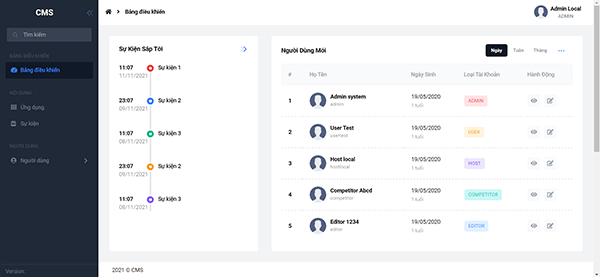 CMS
Tìm kiếm
BẢNG ĐIỀU KHIỂN
Bảng điều khiển
NỘI DUNG
Ứng dụng
Sự kiện
NGƯỜI DÙNG
Người dùng
Version:
Bảng điều khiển
Admin Local
ADMIN
Sự Kiện Sắp Tới
11:07 Sự kiện 1
11/11/2021
23:07 Sự kiện 2
09/11/2021
11:07 Sự kiện 3
08/11/2021
23:07 Sự kiện 2
09/11/2021
11:07 Sự kiện 3
08/11/2021
Người Dùng Mới
Ngày Tuần Tháng
# Họ Tên Ngày Sinh Loại Tài Khoản Hành Động
1 Admin system 19/05/2020 ADMIN
admin 1 tuổi
2 User Test 19/05/2020 USER
usertest 1 tuổi
3 Host local 19/05/2020 HOST
hostlocal 1 tuổi
4 Competitor Abcd 19/05/2020 COMPETITOR
competitor 1 tuổi
5 Editor 1234 19/05/2020 EDITOR
editor 1 tuổi
2021 © CMS